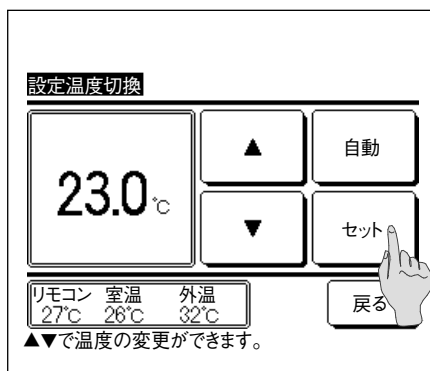 設定温度切換
23.0℃
▲
自動
▼
セット
リモコン 室温 外温
27℃ 26℃ 32℃
戻る
▲▼で温度の変更ができます。